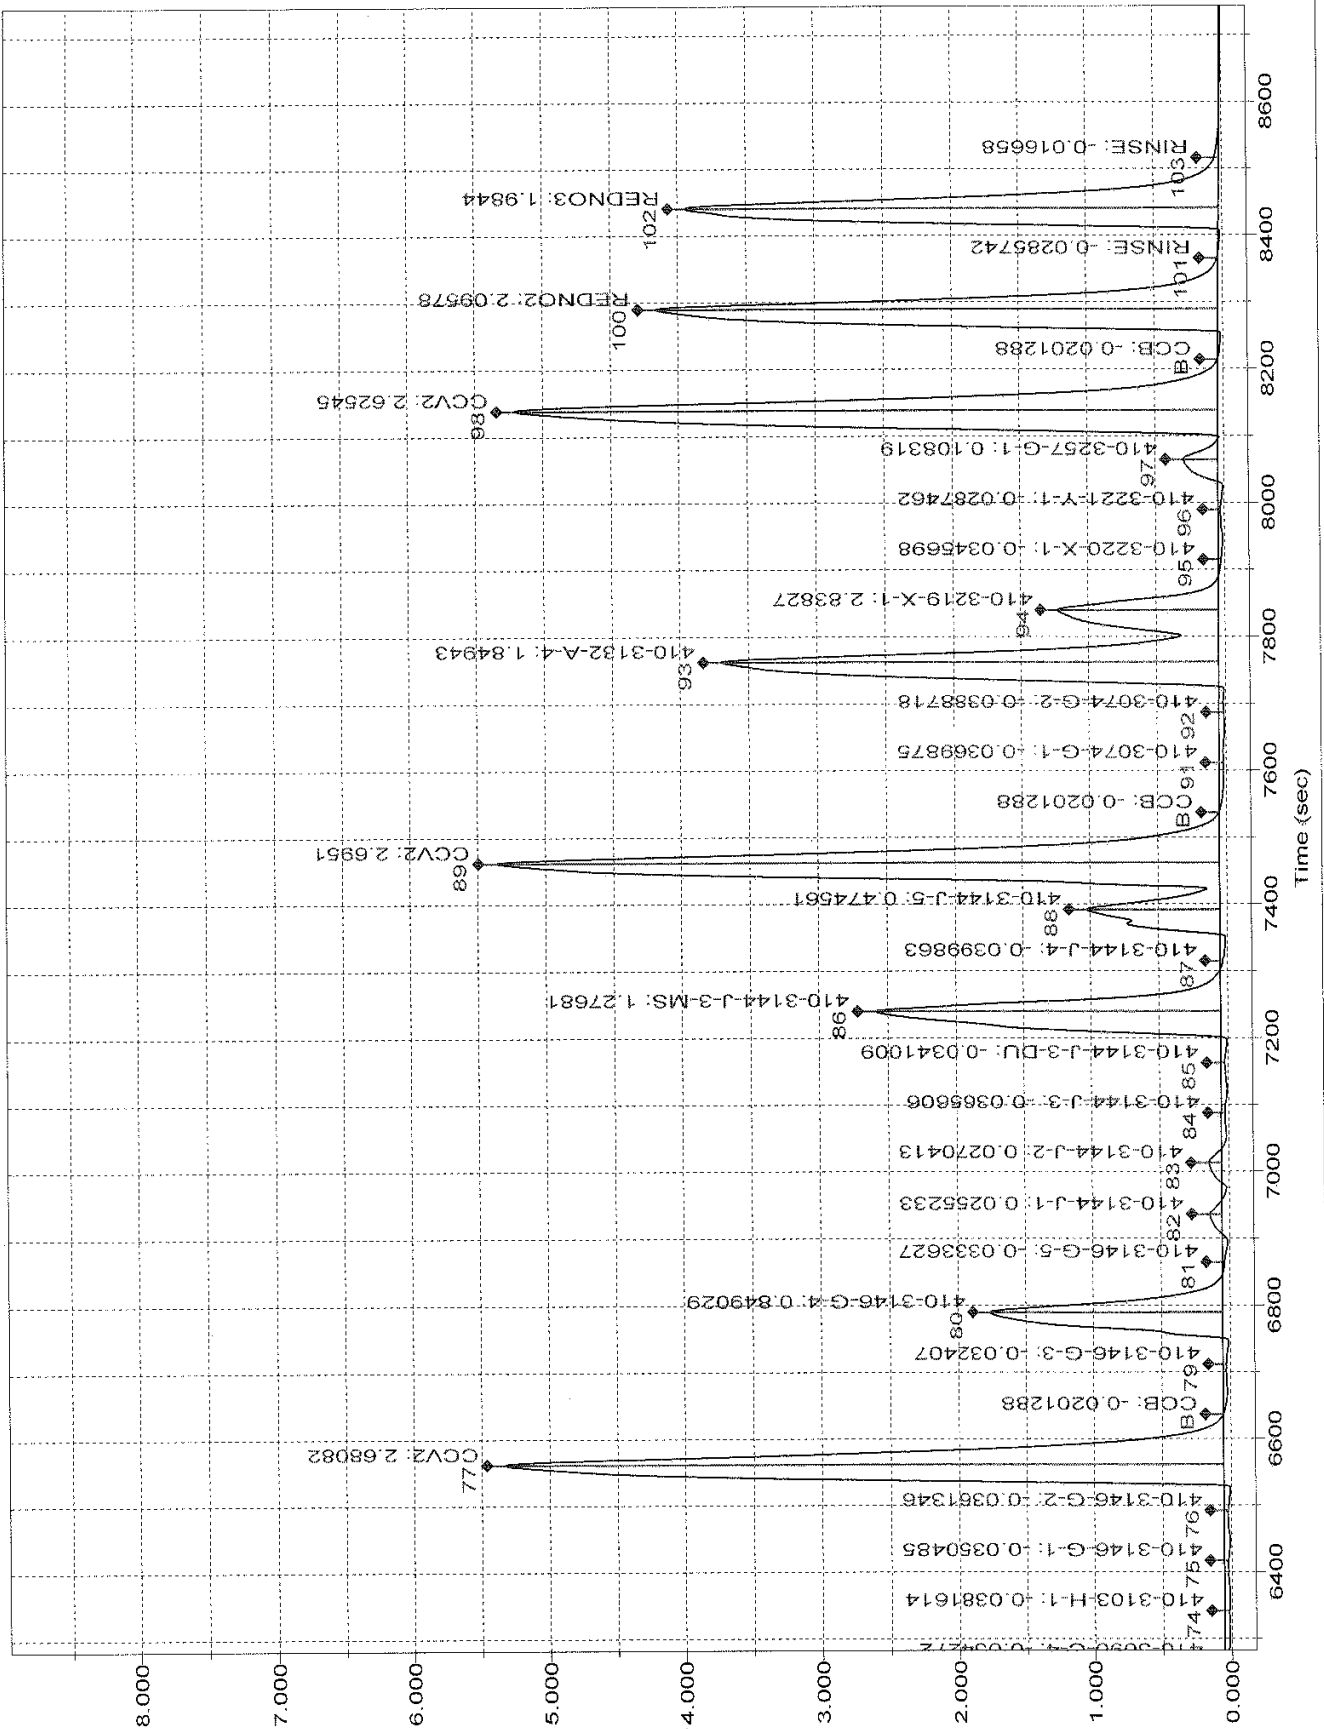 8.000
7.000
6.000
5.000
4.000
3.000
2.000
1.000
0.000
74
410-3103-H-1: -0.0381614
75
410-3146-G-1: -0.0350485
76
410-3146-G-2: -0.0361346
77
CCV2: 2.68082
B
CCB: -0.0201288
79
410-3146-G-3: -0.032407
80
410-3146-G-4: 0.849029
81
410-3146-G-5: -0.0333627
82
410-3144-J-1: 0.0255233
83
410-3144-J-2: 0.0270413
84
410-3144-J-3: -0.0365606
85
410-3144-J-3-DU: -0.0341009
86
410-3144-J-3-MS: 1.27681
87
410-3144-J-4: -0.0399863
88
410-3144-J-5: 0.474561
89
CCV2: 2.6951
B
CCB: -0.0201288
91
410-3074-G-1: -0.0369875
92
410-3074-G-2: -0.0388718
93
410-3132-A-4: 1.84943
94
410-3219-X-1: 2.83827
95
410-3220-X-1: -0.0345698
96
410-3221-Y-1: -0.0287462
97
410-3257-G-1: 0.108319
98
CCV2: 2.62545
B
CCB: -0.0201288
100
REDNO2: 2.09578
101
RINSE: -0.0285742
102
REDNO3: 1.9844
103
RINSE: -0.016658
6400
6600
6800
7000
7200
7400
7600
7800
8000
8200
8400
8600
Time (sec)